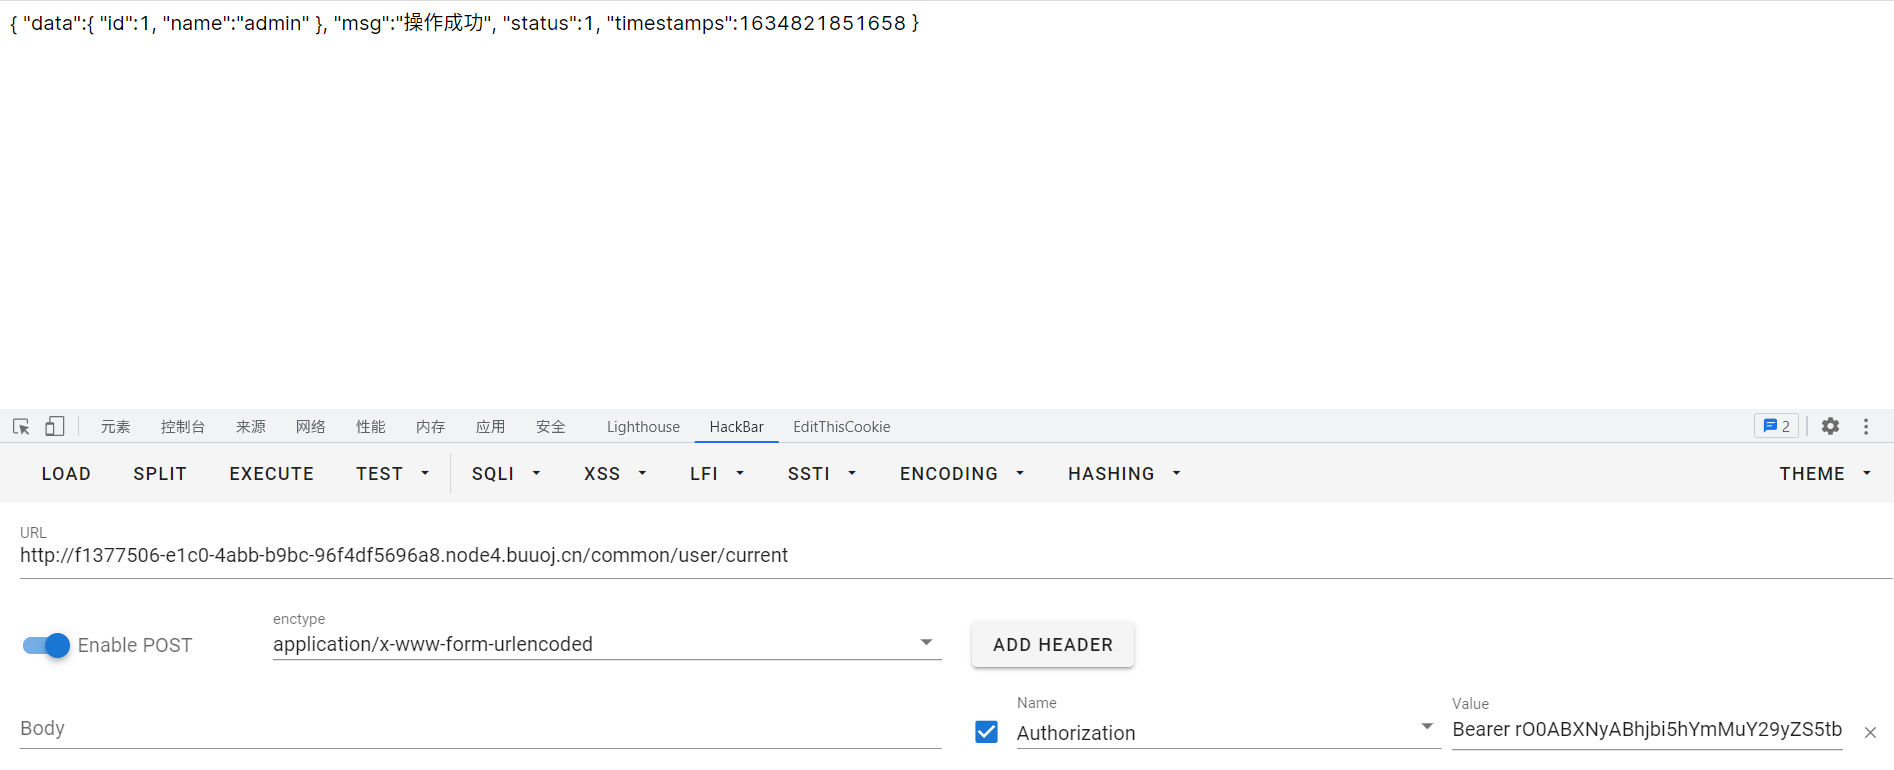 { "data":{ "id":1, "name":"admin" }, "msg":"操作成功", "status":1, "timestamps":1634821851658 }
元素 控制台 来源 网络 性能 内存 应用 安全 Lighthouse HackBar EditThisCookie 2
LOAD SPLIT EXECUTE TEST SQLI XSS LFI SSTI ENCODING HASHING THEME
URL
http://f1377506-e1c0-4abb-b9bc-96f4df5696a8.node4.buuoj.cn/common/user/current
Enable POST
enctype
application/x-www-form-urlencoded
ADD HEADER
Body
Name
Authorization
Value
Bearer rO0ABXNyABhjbi5hYmMuY29yZS5tb